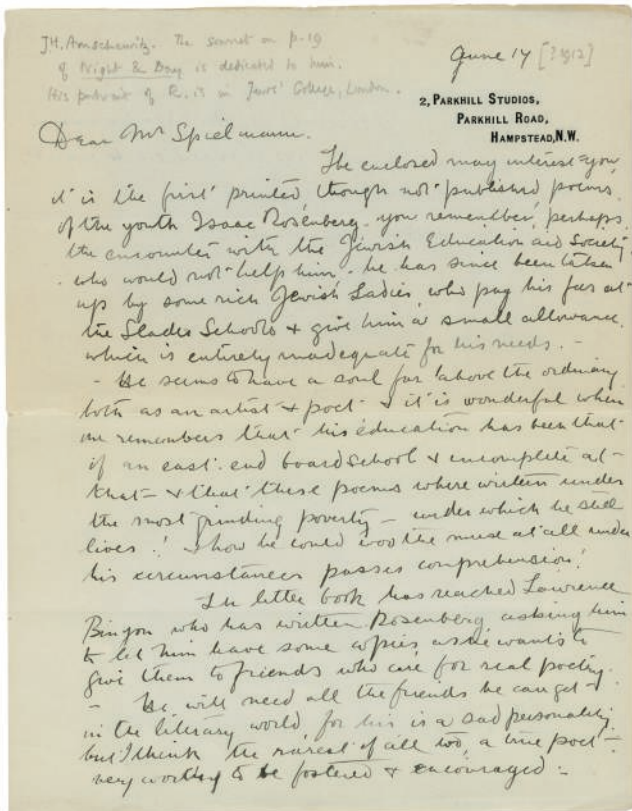 J.H. Amschewitz. The sonnet on p. 19
of Night & Day is dedicated to him.
His portrait of R. is in Jews' College, London.
June 14 [? 1912]
2, PARKHILL STUDIOS,
PARKHILL ROAD,
HAMPSTEAD, N.W.
Dear Mr Spielmann.
The enclosed may interest you
it is the first printed, though not published, poems
of the youth Isaac Rosenberg. you remember, perhaps
the encounter with the Jewish Education aid Society
who would not help him. he has since been taken
up by some rich Jewish Ladies, who pay his fees at
the Slades Schools & give him a small allowance,
which is entirely inadequate for his needs. -
- He seems to have a soul far above the ordinary
both as an artist & poet & it is wonderful when
one remembers that his education has been that
of an east. end board school & incomplete at
that - & that these poems where written under
the most grinding poverty - under which he still
lives! & how he could woo the muse at all under
his circumstances passes comprehension!
The little book has reached Lawrence
Binyon who has written Rosenberg asking him
to let him have some copies, as he wants to
give them to friends who care for real poetry.
- He will need all the friends he can get -
in the literary world, for his is a sad personality,
but I think the rarest of all too, a true poet -
very worthy to be fostered & encouraged -